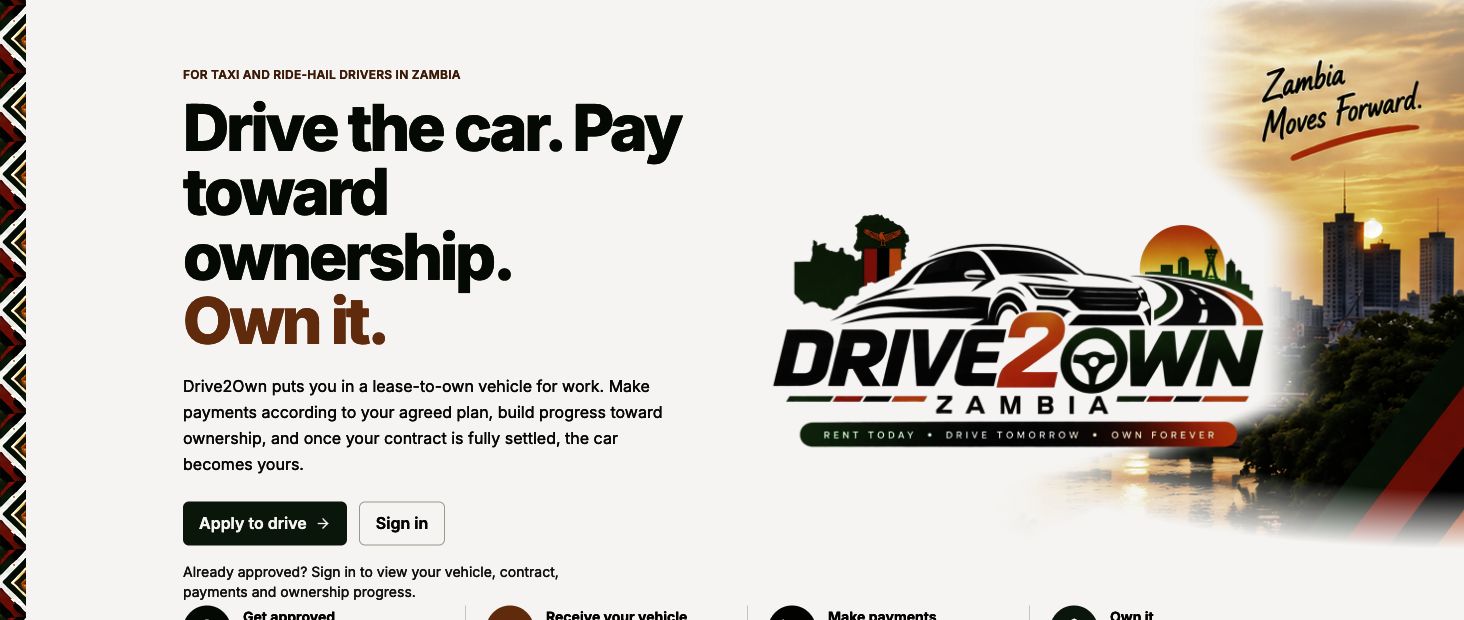 FOR TAXI AND RIDE-HAIL DRIVERS IN ZAMBIA
Drive the car. Pay
toward
ownership.
Own it.
Drive2Own puts you in a lease-to-own vehicle for work. Make
payments according to your agreed plan, build progress toward
ownership, and once your contract is fully settled, the car
becomes yours.
Apply to drive →
Sign in
Already approved? Sign in to view your vehicle, contract,
payments and ownership progress.
Zambia
Moves Forward.
DRIVE2OWN
ZAMBIA
RENT TODAY • DRIVE TOMORROW • OWN FOREVER
Get approved
Receive your vehicle
Make payments
Own it